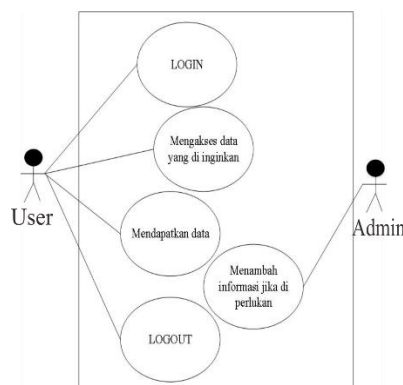 LOGIN
Mengakses data
yang di inginkan
User
Mendapatkan data
Admin
Menambah
informasi jika di
perlukan
LOGOUT